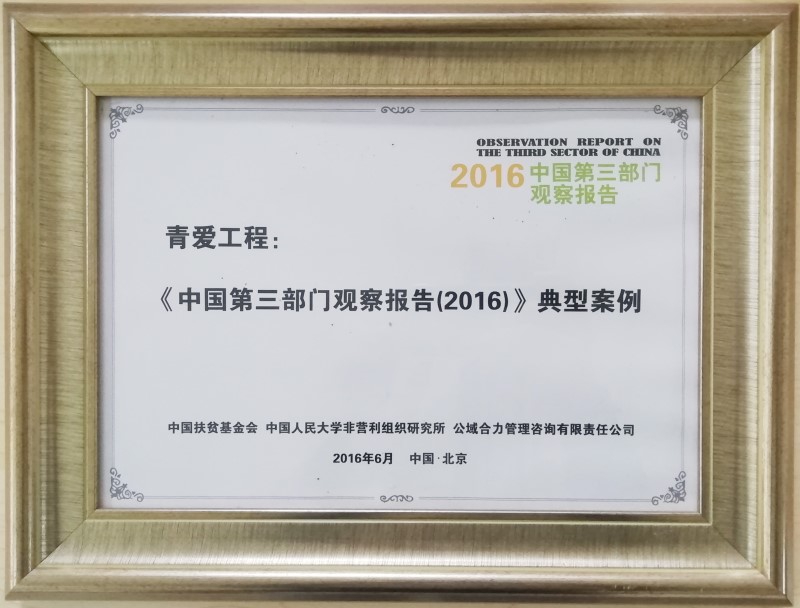 OBSERVATION REPORT ON
THE THIRD SECTOR OF CHINA
2016 中国第三部门
观察报告
青爱工程：
《中国第三部门观察报告(2016)》典型案例
中国扶贫基金会 中国人民大学非营利组织研究所 公域合力管理咨询有限责任公司
2016年6月 中国·北京